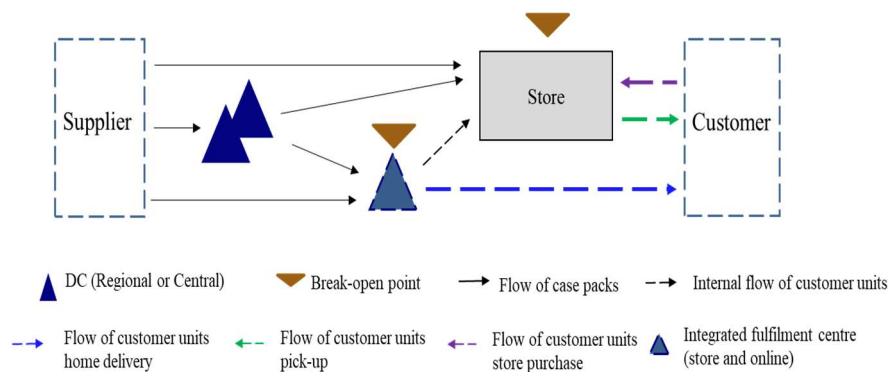 Supplier
Store
Customer
DC (Regional or Central)
Break-open point
Flow of case packs
Internal flow of customer units
Flow of customer units
home delivery
Flow of customer units
pick-up
Flow of customer units
store purchase
Integrated fulfilment centre
(store and online)